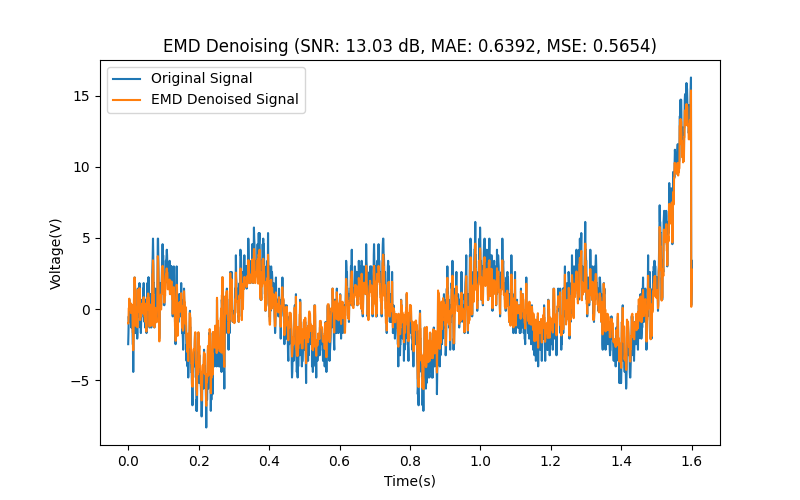 EMD Denoising (SNR: 13.03 dB, MAE: 0.6392, MSE: 0.5654)
Original Signal
EMD Denoised Signal
15
10
5
0
−5
Voltage(V)
0.0 0.2 0.4 0.6 0.8 1.0 1.2 1.4 1.6
Time(s)